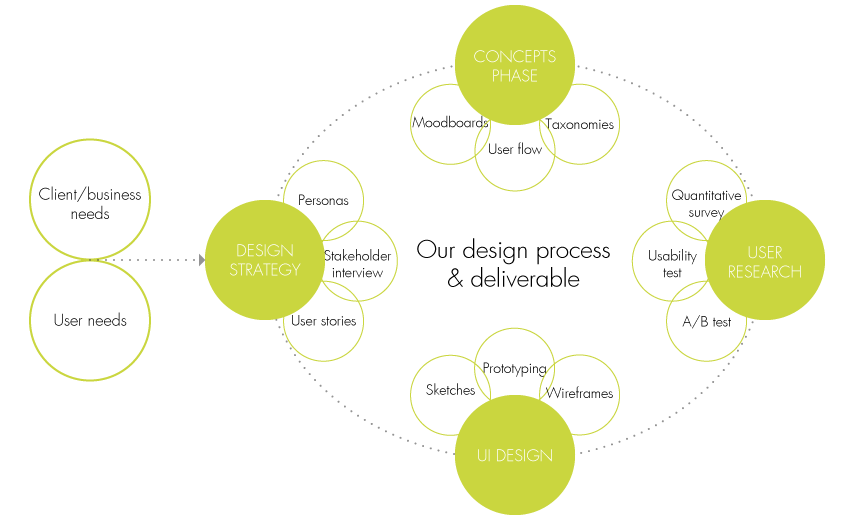 CONCEPTS
PHASE
Moodboards
Taxonomies
User flow
Client/business
needs
User needs
DESIGN
STRATEGY
Personas
Stakeholder
interview
User stories
Our design process
& deliverable
Quantitative
survey
Usability
test
A/B test
USER
RESEARCH
Prototyping
Sketches
Wireframes
UI DESIGN